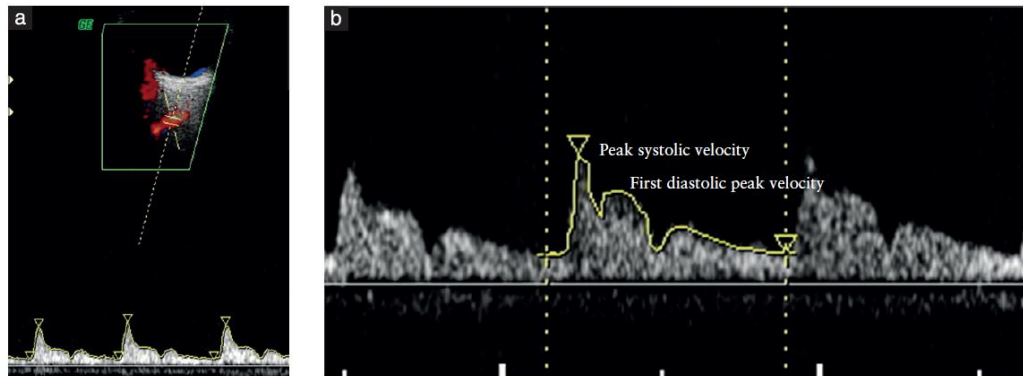 a
GE
b
Peak systolic velocity
First diastolic peak velocity